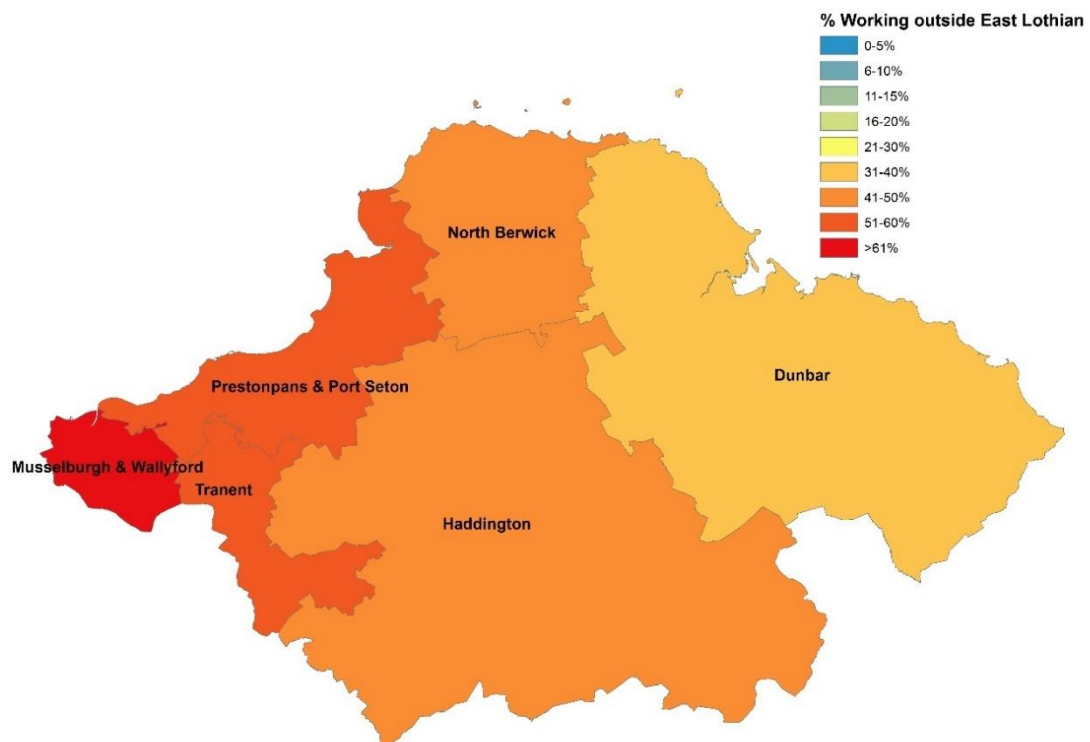 % Working outside East Lothian
0-5%
6-10%
11-15%
16-20%
21-30%
31-40%
41-50%
51-60%
>61%
North Berwick
Dunbar
Prestonpans & Port Seton
Musselburgh & Wallyford
Tranent
Haddington